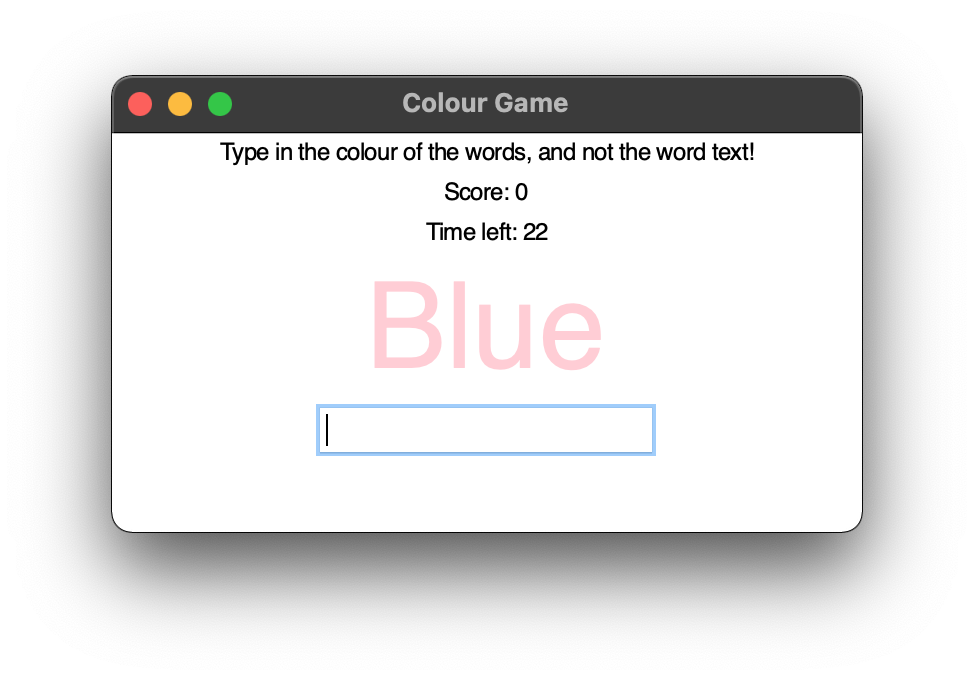 Colour Game
Type in the colour of the words, and not the word text!
Score: 0
Time left: 22
Blue